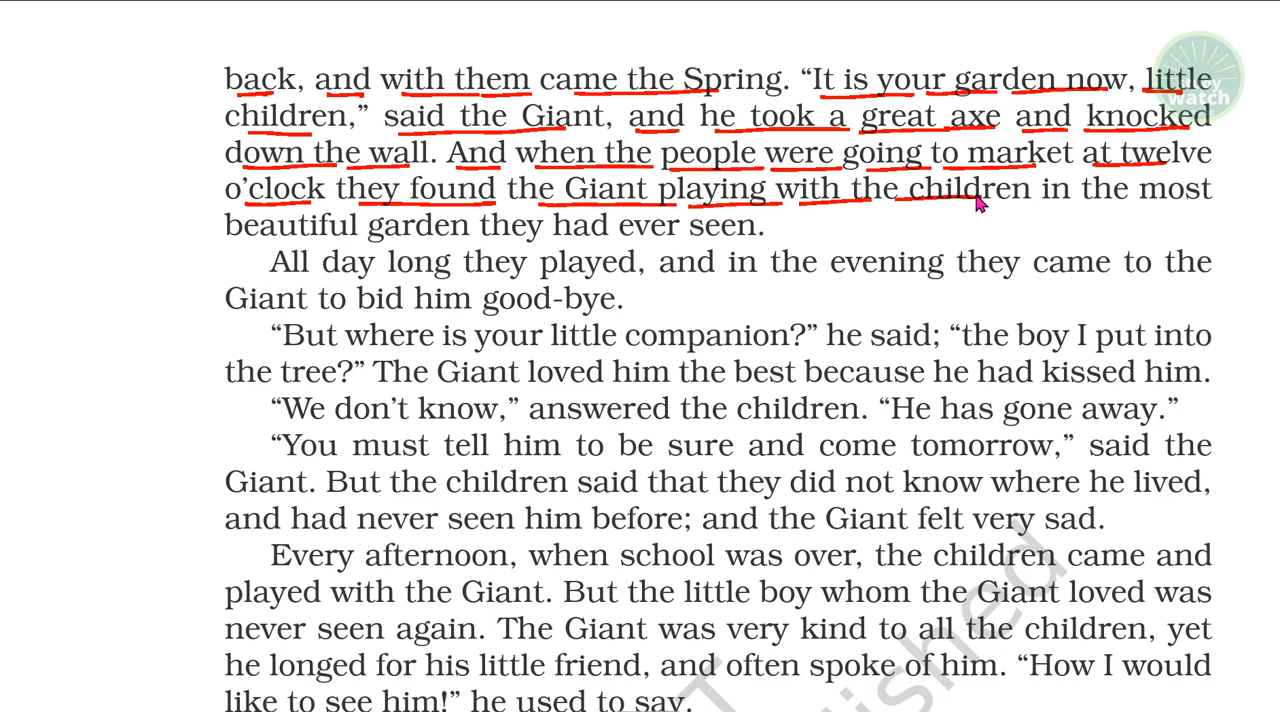 back, and with them came the Spring. “It is your garden now, little
children,” said the Giant, and he took a great axe and knocked
down the wall. And when the people were going to market at twelve
o’clock they found the Giant playing with the children in the most
beautiful garden they had ever seen.
All day long they played, and in the evening they came to the
Giant to bid him good-bye.
“But where is your little companion?” he said; “the boy I put into
the tree?” The Giant loved him the best because he had kissed him.
“We don’t know,” answered the children. “He has gone away.”
“You must tell him to be sure and come tomorrow,” said the
Giant. But the children said that they did not know where he lived,
and had never seen him before; and the Giant felt very sad.
Every afternoon, when school was over, the children came and
played with the Giant. But the little boy whom the Giant loved was
never seen again. The Giant was very kind to all the children, yet
he longed for his little friend, and often spoke of him. “How I would
like to see him!” he used to say.
watch